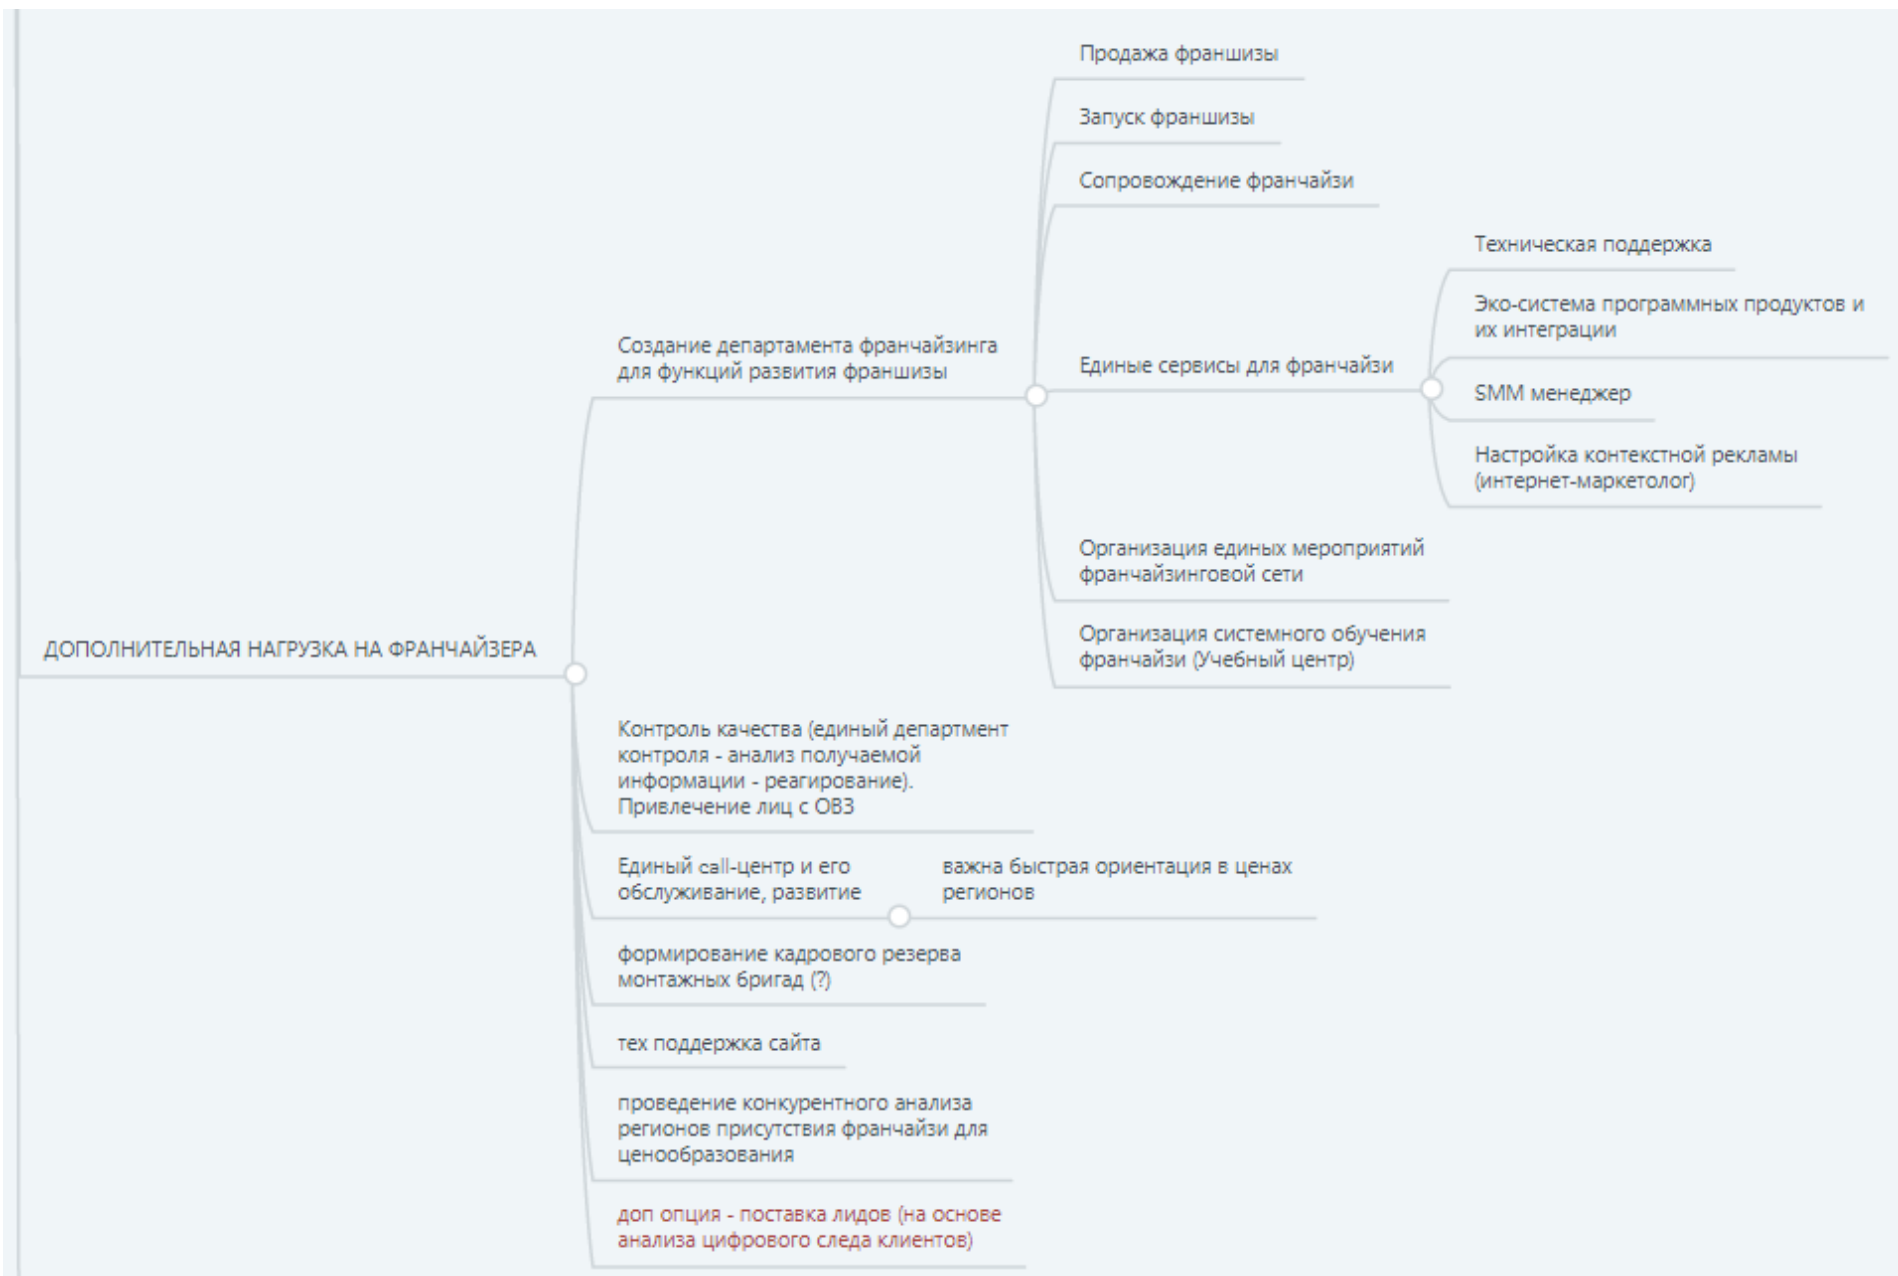 Продажа франшизы
Запуск франшизы
Сопровождение франчайзи
Техническая поддержка
Эко-система программных продуктов и
их интеграции
Создание департамента франчайзинга
для функций развития франшизы
Единые сервисы для франчайзи
SMM менеджер
Настройка контекстной рекламы
(интернет-маркетолог)
Организация единых мероприятий
франчайзинговой сети
Организация системного обучения
франчайзи (Учебный центр)
ДОПОЛНИТЕЛЬНАЯ НАГРУЗКА НА ФРАНЧАЙЗЕРА
Контроль качества (единый департмент
контроля - анализ получаемой
информации - реагирование).
Привлечение лиц с ОВЗ
Единый call-центр и его
обслуживание, развитие
важна быстрая ориентация в ценах
регионов
формирование кадрового резерва
монтажных бригад (?)
тех поддержка сайта
проведение конкурентного анализа
регионов присутствия франчайзи для
ценообразования
доп опция - поставка лидов (на основе
анализа цифрового следа клиентов)